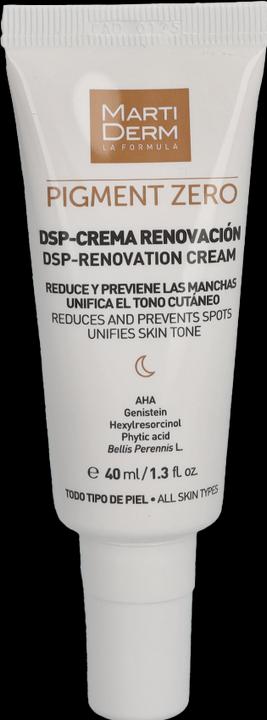 MARTI
DERM
LA FORMULA
PIGMENT ZERO
DSP-CREMA RENOVACIÓN
DSP-RENOVATION CREAM
REDUCE Y PREVIENE LAS MANCHAS
UNIFICA EL TONO CUTÁNEO
REDUCES AND PREVENTS SPOTS
UNIFIES SKIN TONE
AHA
Genistein
Hexylresorcinol
Phytic acid
Bellis Perennis L.
e 40 ml/1.3 fl. oz.
TODO TIPO DE PIEL • ALL SKIN TYPES